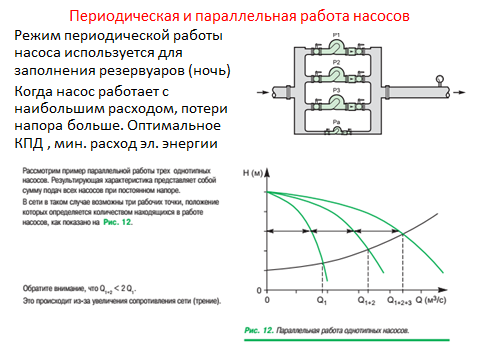 Периодическая и параллельная работа насосов
Режим периодической работы
насоса используется для
заполнения резервуаров (ночь)
Когда насос работает с
наибольшим расходом, потери
напора больше. Оптимальное
КПД , мин. расход эл. энергии
P1
P2
P3
Pa
Рассмотрим пример параллельной работы трех однотипных
насосов. Результирующая характеристика представляет собой
сумму подач всех насосов при постоянном напоре.
В сети в таком случае возможны три рабочих точки, положение
которых определяется количеством находящихся в работе
насосов, как показано на Рис. 12.
Обратите внимание, что Q1+2 < 2 Q1.
Это происходит из-за увеличения сопротивления сети (трение).
H (м)
0
0
Q1
Q1+2
Q1+2+3
Q (м³/с)
Рис. 12. Параллельная работа однотипных насосов.